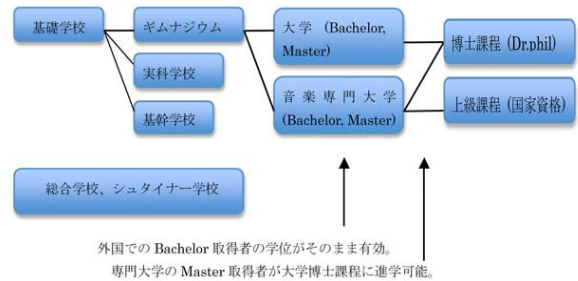 基礎学校
ギムナジウム
大学 (Bachelor,
Master)
博士課程 (Dr.phil)
実科学校
音楽専門大学
(Bachelor, Master)
上級課程 (国家資格)
基幹学校
総合学校、シュタイナー学校
外国での Bachelor 取得者の学位がそのまま有効。
専門大学の Master 取得者が大学博士課程に進学可能。